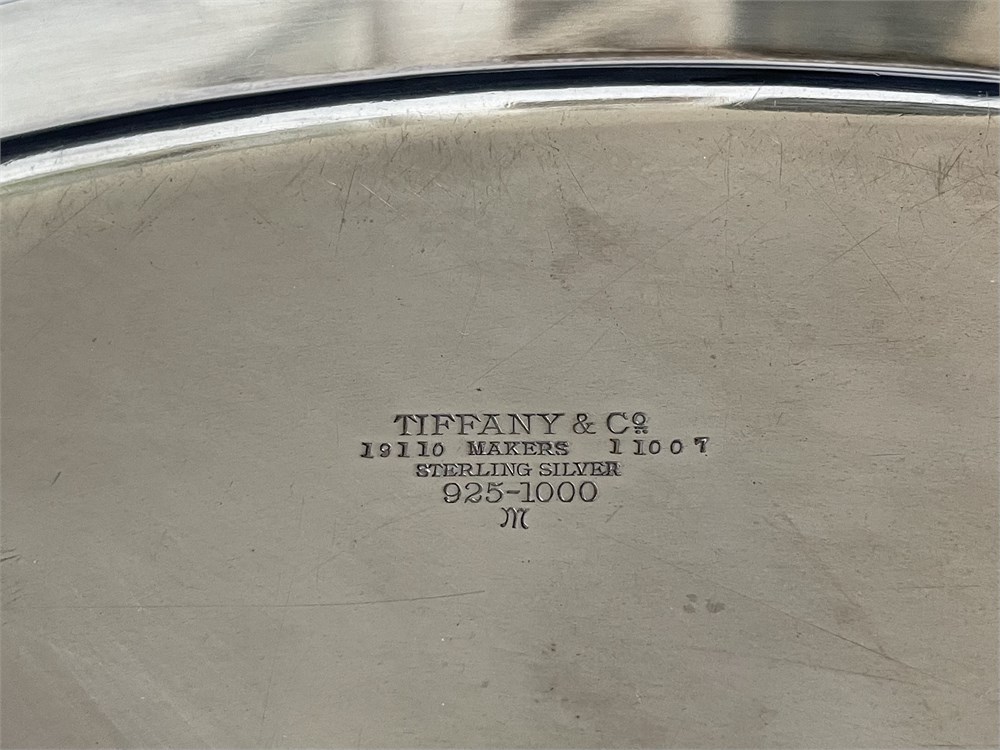 TIFFANY & Cº
19110 MAKERS 11007
STERLING SILVER
925-1000
M